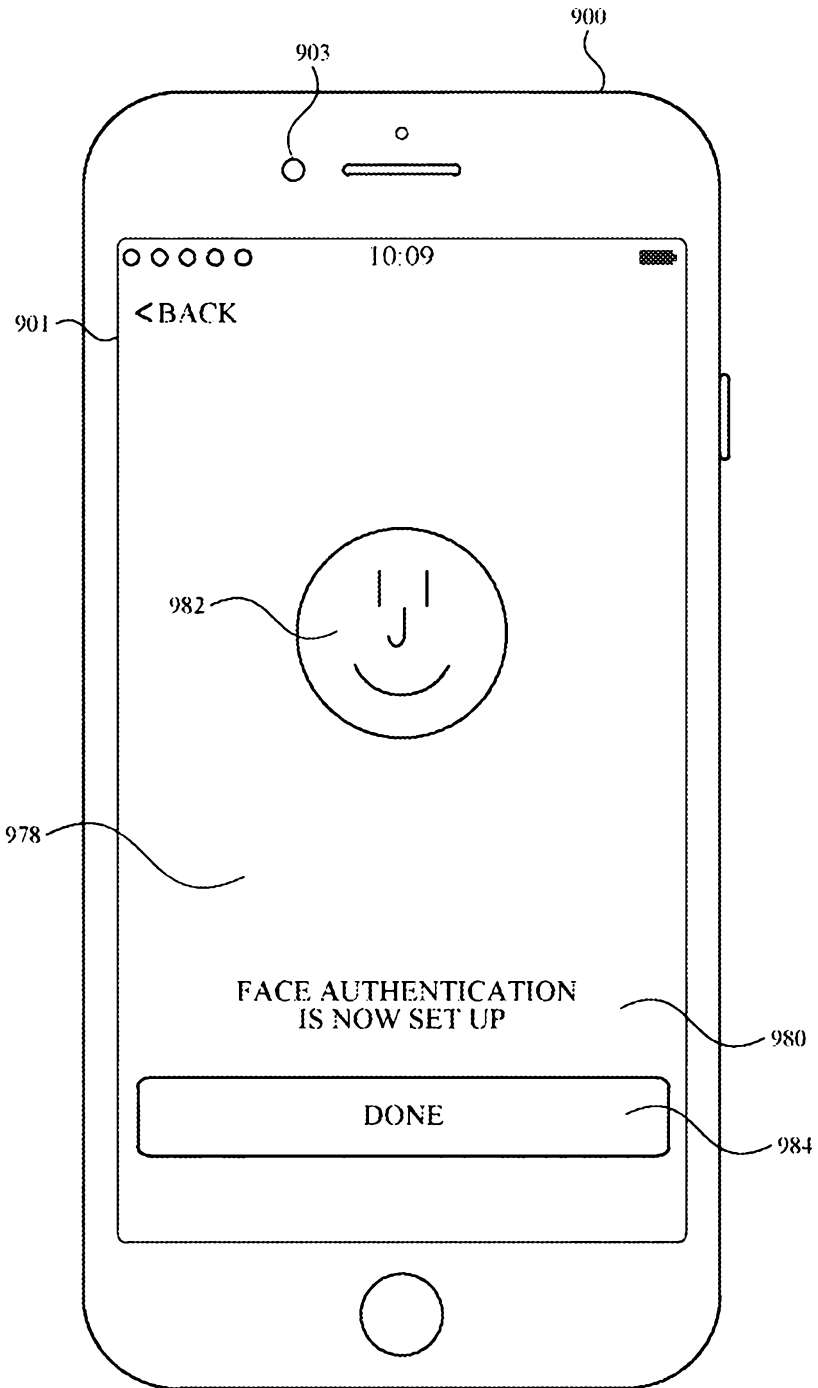 900
903
10:09
<BACK
901
982
978
FACE AUTHENTICATION
IS NOW SET UP
980
DONE
984